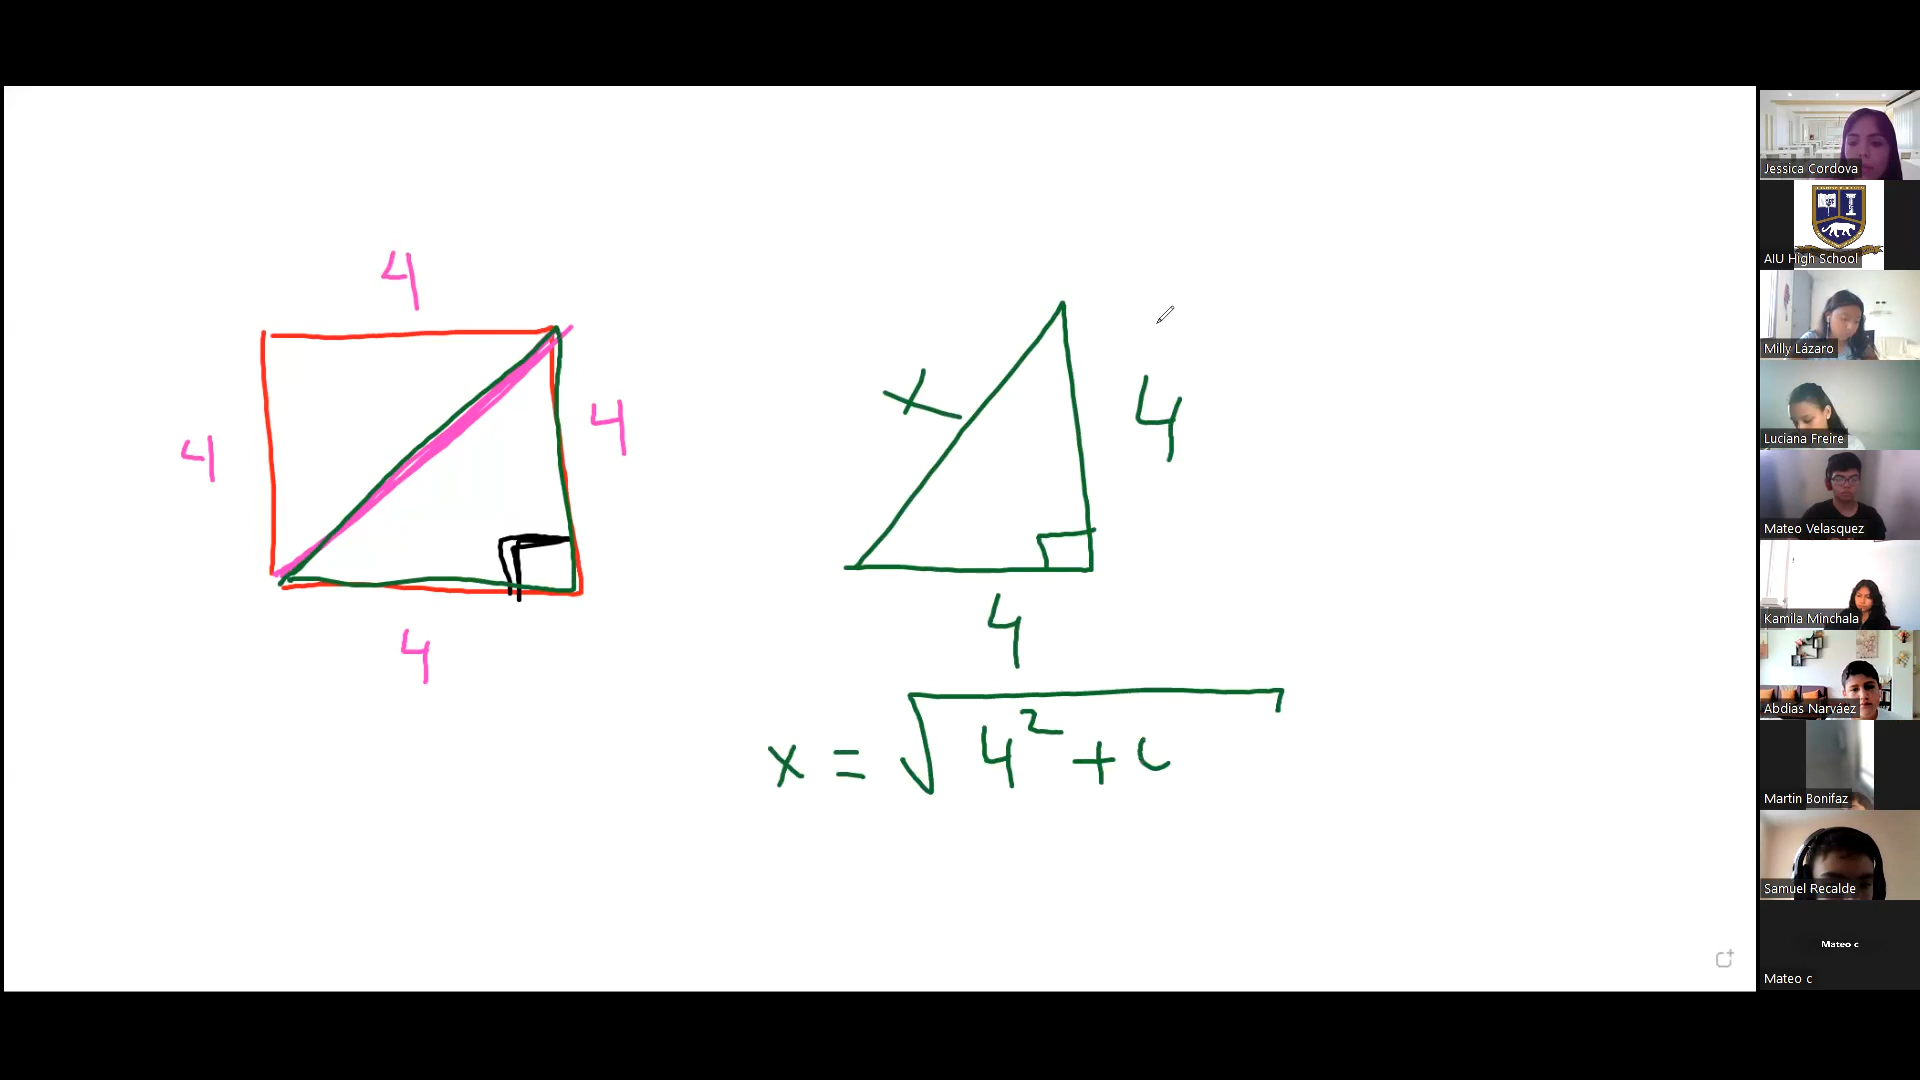 4
4
4
4
x
4
4
x = √4² + c
Jessica Cordova
AIU High School
Milly Lázaro
Luciana Freire
Mateo Velasquez
Kamila Minchala
Abdias Narváez
Martin Bonifaz
Samuel Recalde
Mateo c
Mateo c